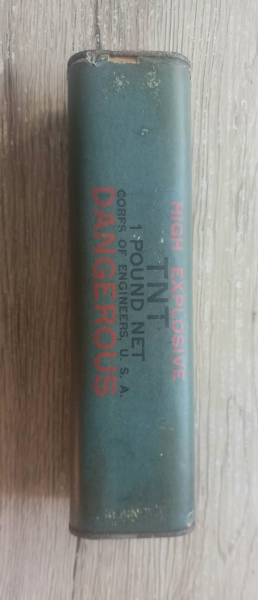 HIGH EXPLOSIVE
TNT
1 POUND NET
CORPS OF ENGINEERS, U. S. A.
DANGEROUS